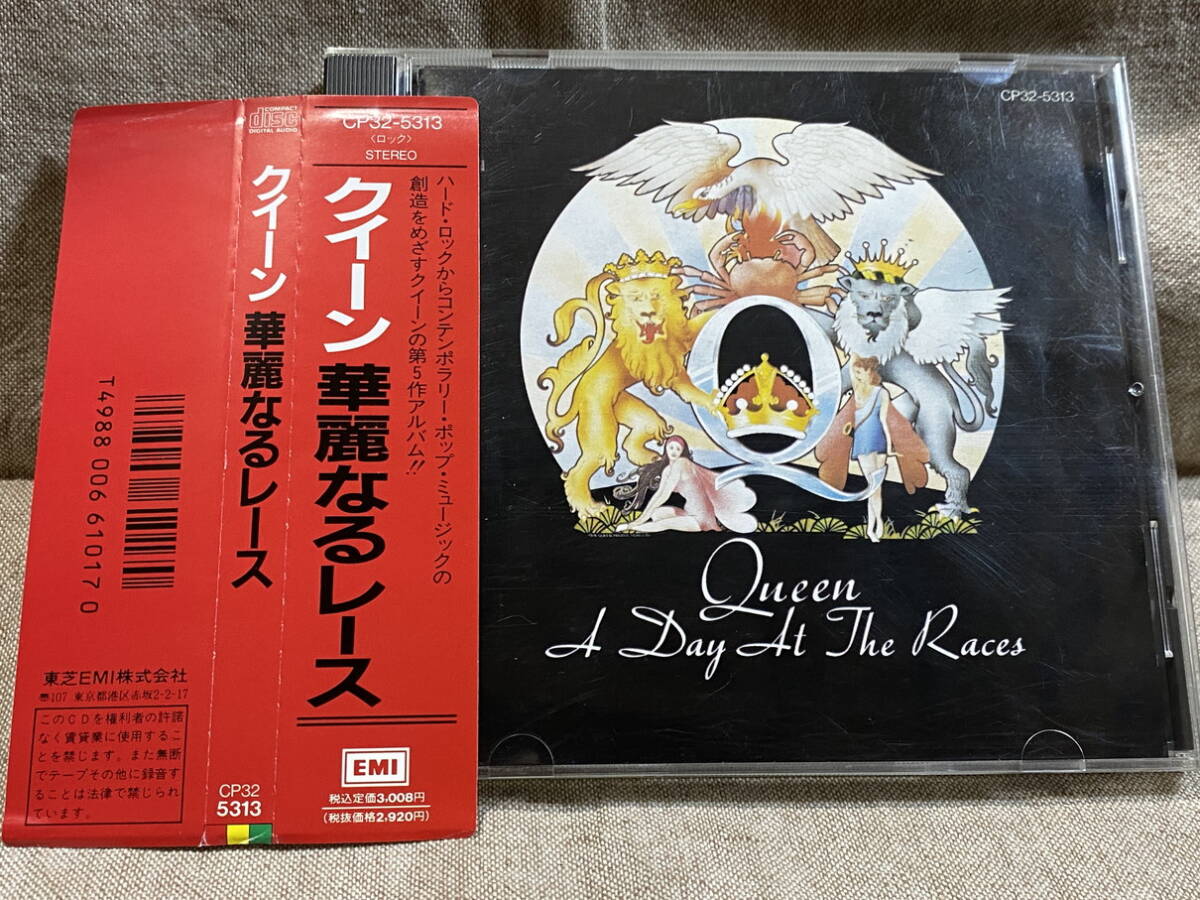 CP32-5313
〈ロック〉
STEREO
ハード・ロックからコンテンポラリー・ポップ・ミュージックの
創造をめざすクイーンの第5作アルバム!!
クイーン 華麗なるレース
EMI
税込定価3,008円
(税抜価格2,920円)
COMPACT
disc
DIGITAL AUDIO
クイーン 華麗なるレース
CP32
5313
T4988 006 61017 0
東芝EMI株式会社
〠107 東京都港区赤坂2-2-17
このCDを権利者の許諾
なく賃貸業に使用するこ
とを禁じます。また無断
でテープその他に録音す
ることは法律で禁じられ
ています。
CP32-5313
Q
Queen
A Day At The Races